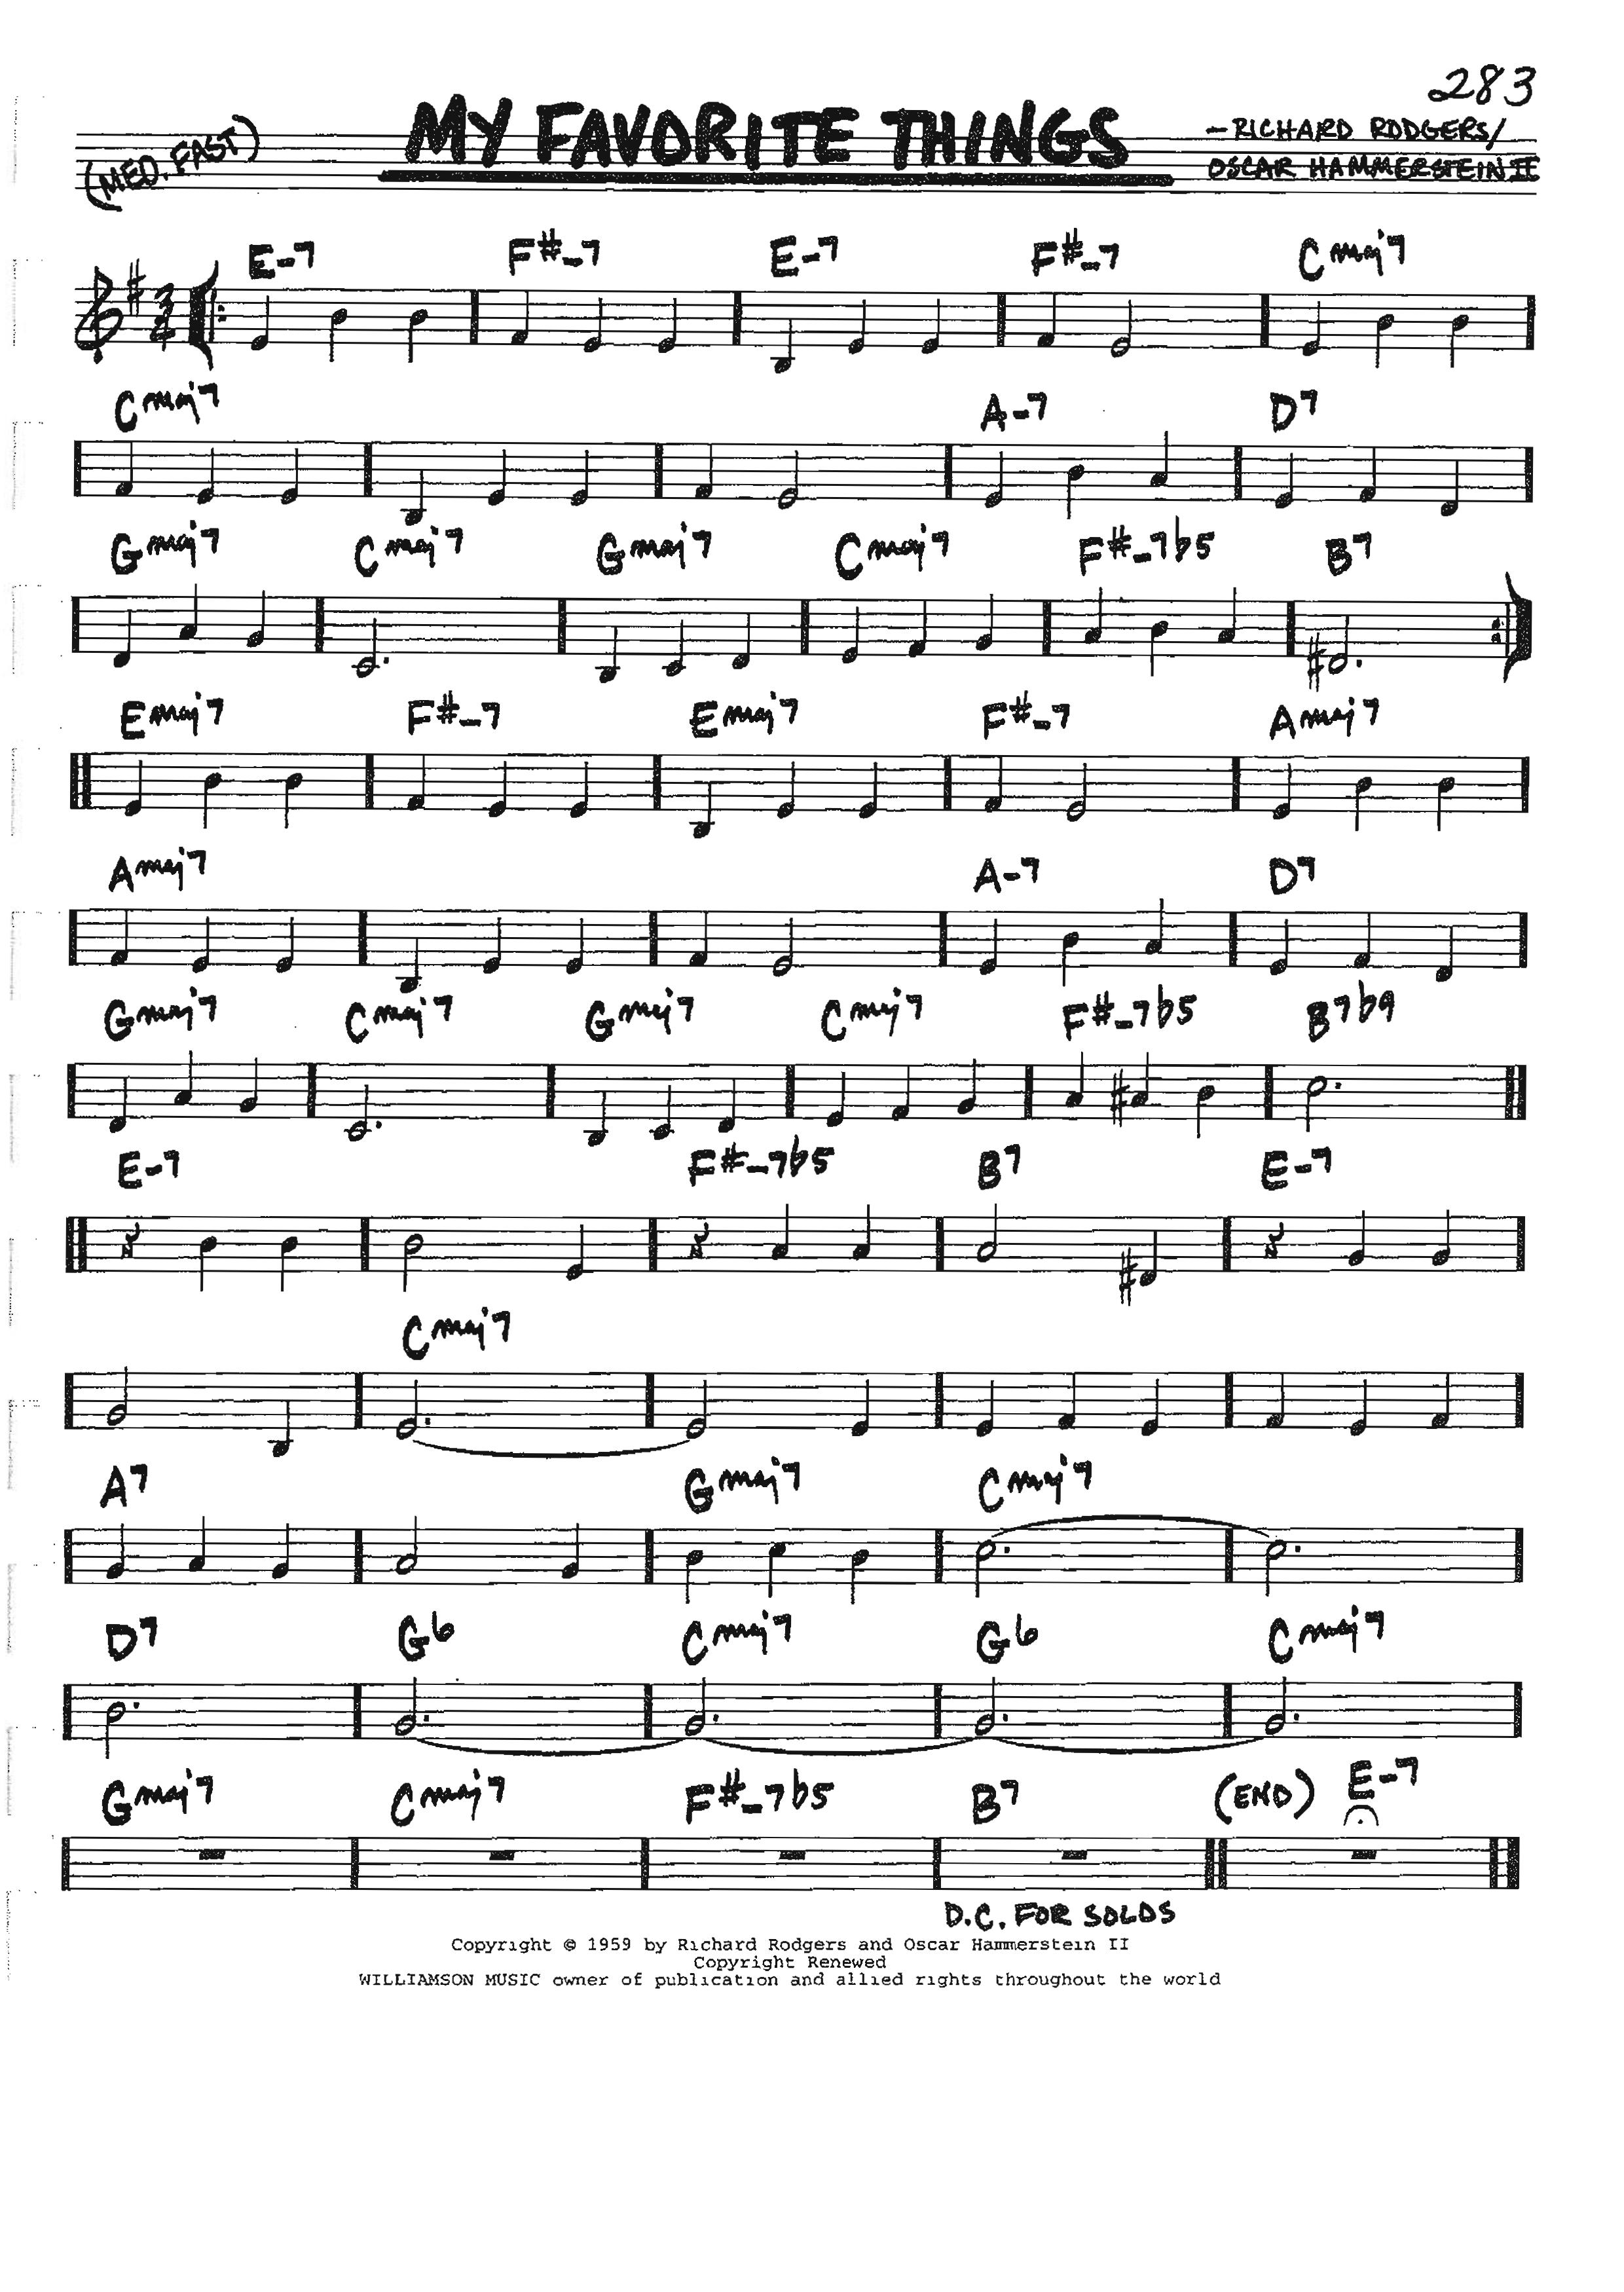 283
MY FAVORITE THINGS
(MED. FAST)
-RICHARD RODGERS/
OSCAR HAMMERSTEIN II
E-7 F#-7 E-7 F#-7 Cmaj7
Cmaj7 A-7 D7
Gmaj7 Cmaj7 Gmaj7 Cmaj7 F#-7b5 B7
Emaj7 F#-7 Emaj7 F#-7 Amaj7
Amaj7 A-7 D7
Gmaj7 Cmaj7 Gmaj7 Cmaj7 F#-7b5 B7b9
E-7 F#-7b5 B7 E-7
Cmaj7
A7 Gmaj7 Cmaj7
D7 G6 Cmaj7 G6 Cmaj7
Gmaj7 Cmaj7 F#-7b5 B7 (END) E-7
D.C. FOR SOLOS
Copyright © 1959 by Richard Rodgers and Oscar Hammerstein II
Copyright Renewed
WILLIAMSON MUSIC owner of publication and allied rights throughout the world